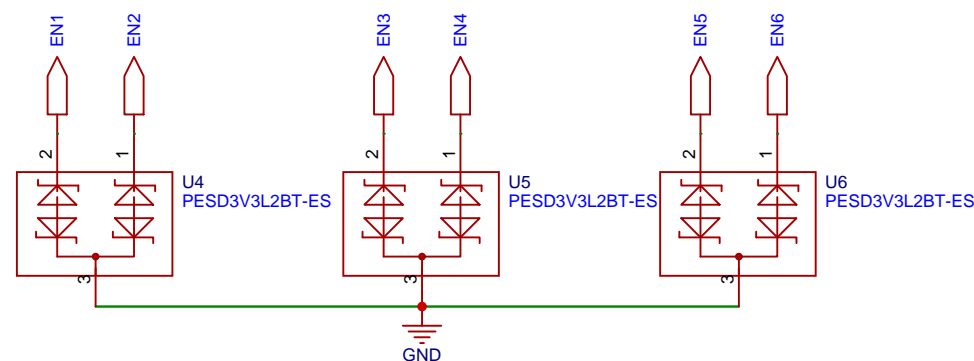 EN1 EN2 EN3 EN4 EN5 EN6
2 1 2 1 2 1
U4 U5 U6
PESD3V3L2BT-ES PESD3V3L2BT-ES PESD3V3L2BT-ES
3 3 3
GND